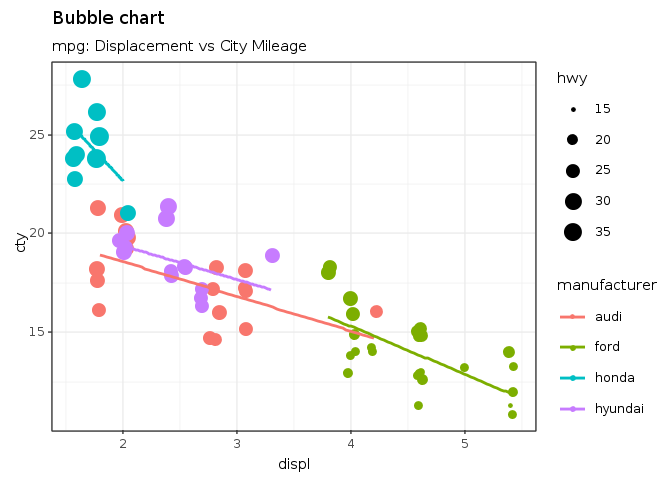 Bubble chart
mpg: Displacement vs City Mileage
cty
25
20
15
2 3 4 5
displ
hwy
15
20
25
30
35
manufacturer
audi
ford
honda
hyundai